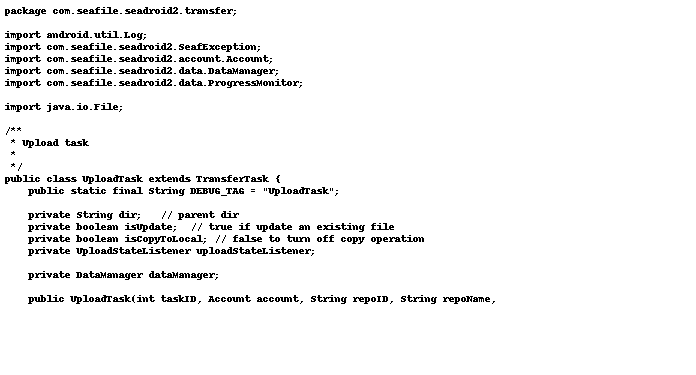 package com.seafile.seadroid2.transfer;

import android.util.Log;
import com.seafile.seadroid2.SeafException;
import com.seafile.seadroid2.account.Account;
import com.seafile.seadroid2.data.DataManager;
import com.seafile.seadroid2.data.ProgressMonitor;

import java.io.File;

/**
 * Upload task
 *
 */
public class UploadTask extends TransferTask {
    public static final String DEBUG_TAG = "UploadTask";

    private String dir;   // parent dir
    private boolean isUpdate;  // true if update an existing file
    private boolean isCopyToLocal; // false to turn off copy operation
    private UploadStateListener uploadStateListener;

    private DataManager dataManager;

    public UploadTask(int taskID, Account account, String repoID, String repoName,